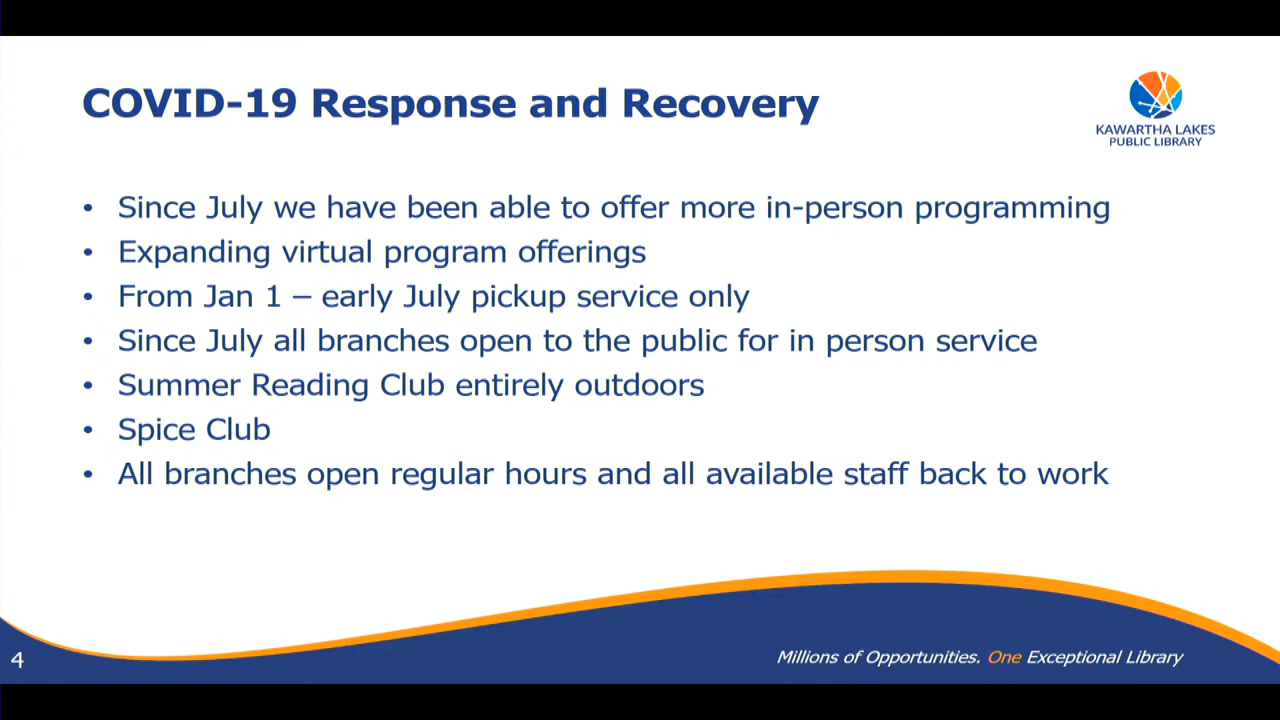 COVID-19 Response and Recovery
KAWARTHA LAKES
PUBLIC LIBRARY
• Since July we have been able to offer more in-person programming
• Expanding virtual program offerings
• From Jan 1 – early July pickup service only
• Since July all branches open to the public for in person service
• Summer Reading Club entirely outdoors
• Spice Club
• All branches open regular hours and all available staff back to work
4
Millions of Opportunities. One Exceptional Library